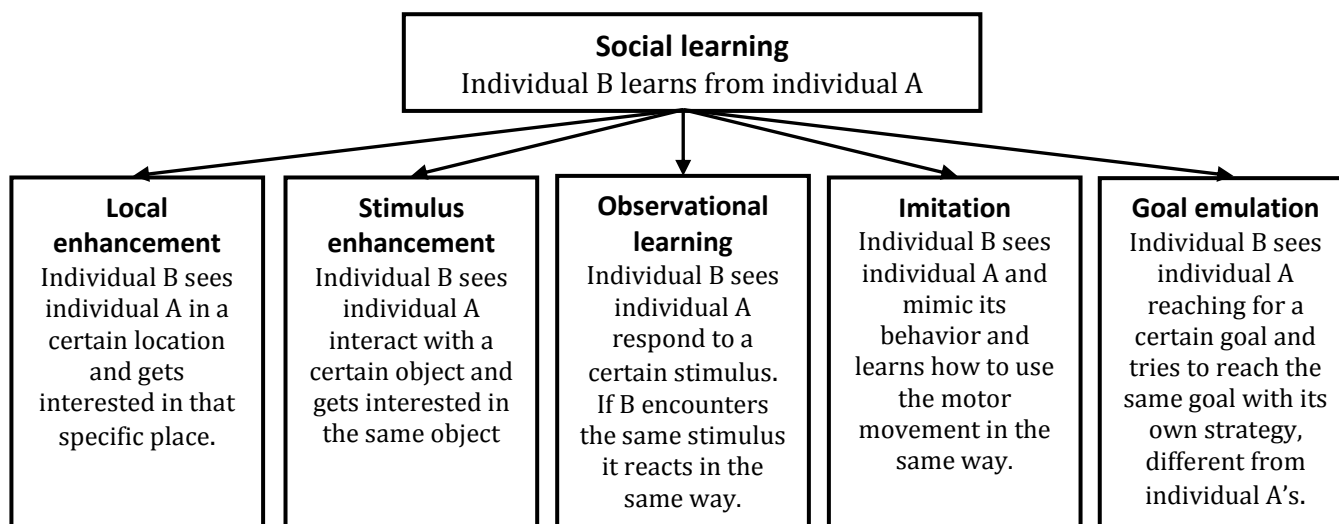 Social learning
Individual B learns from individual A
Local
enhancement
Individual B sees
individual A in a
certain location
and gets
interested in that
specific place.
Stimulus
enhancement
Individual B sees
individual A
interact with a
certain object and
gets interested in
the same object
Observational
learning
Individual B sees
individual A
respond to a
certain stimulus.
If B encounters
the same stimulus
it reacts in the
same way.
Imitation
Individual B sees
individual A and
mimic its
behavior and
learns how to use
the motor
movement in the
same way.
Goal emulation
Individual B sees
individual A
reaching for a
certain goal and
tries to reach the
same goal with its
own strategy,
different from
individual A’s.